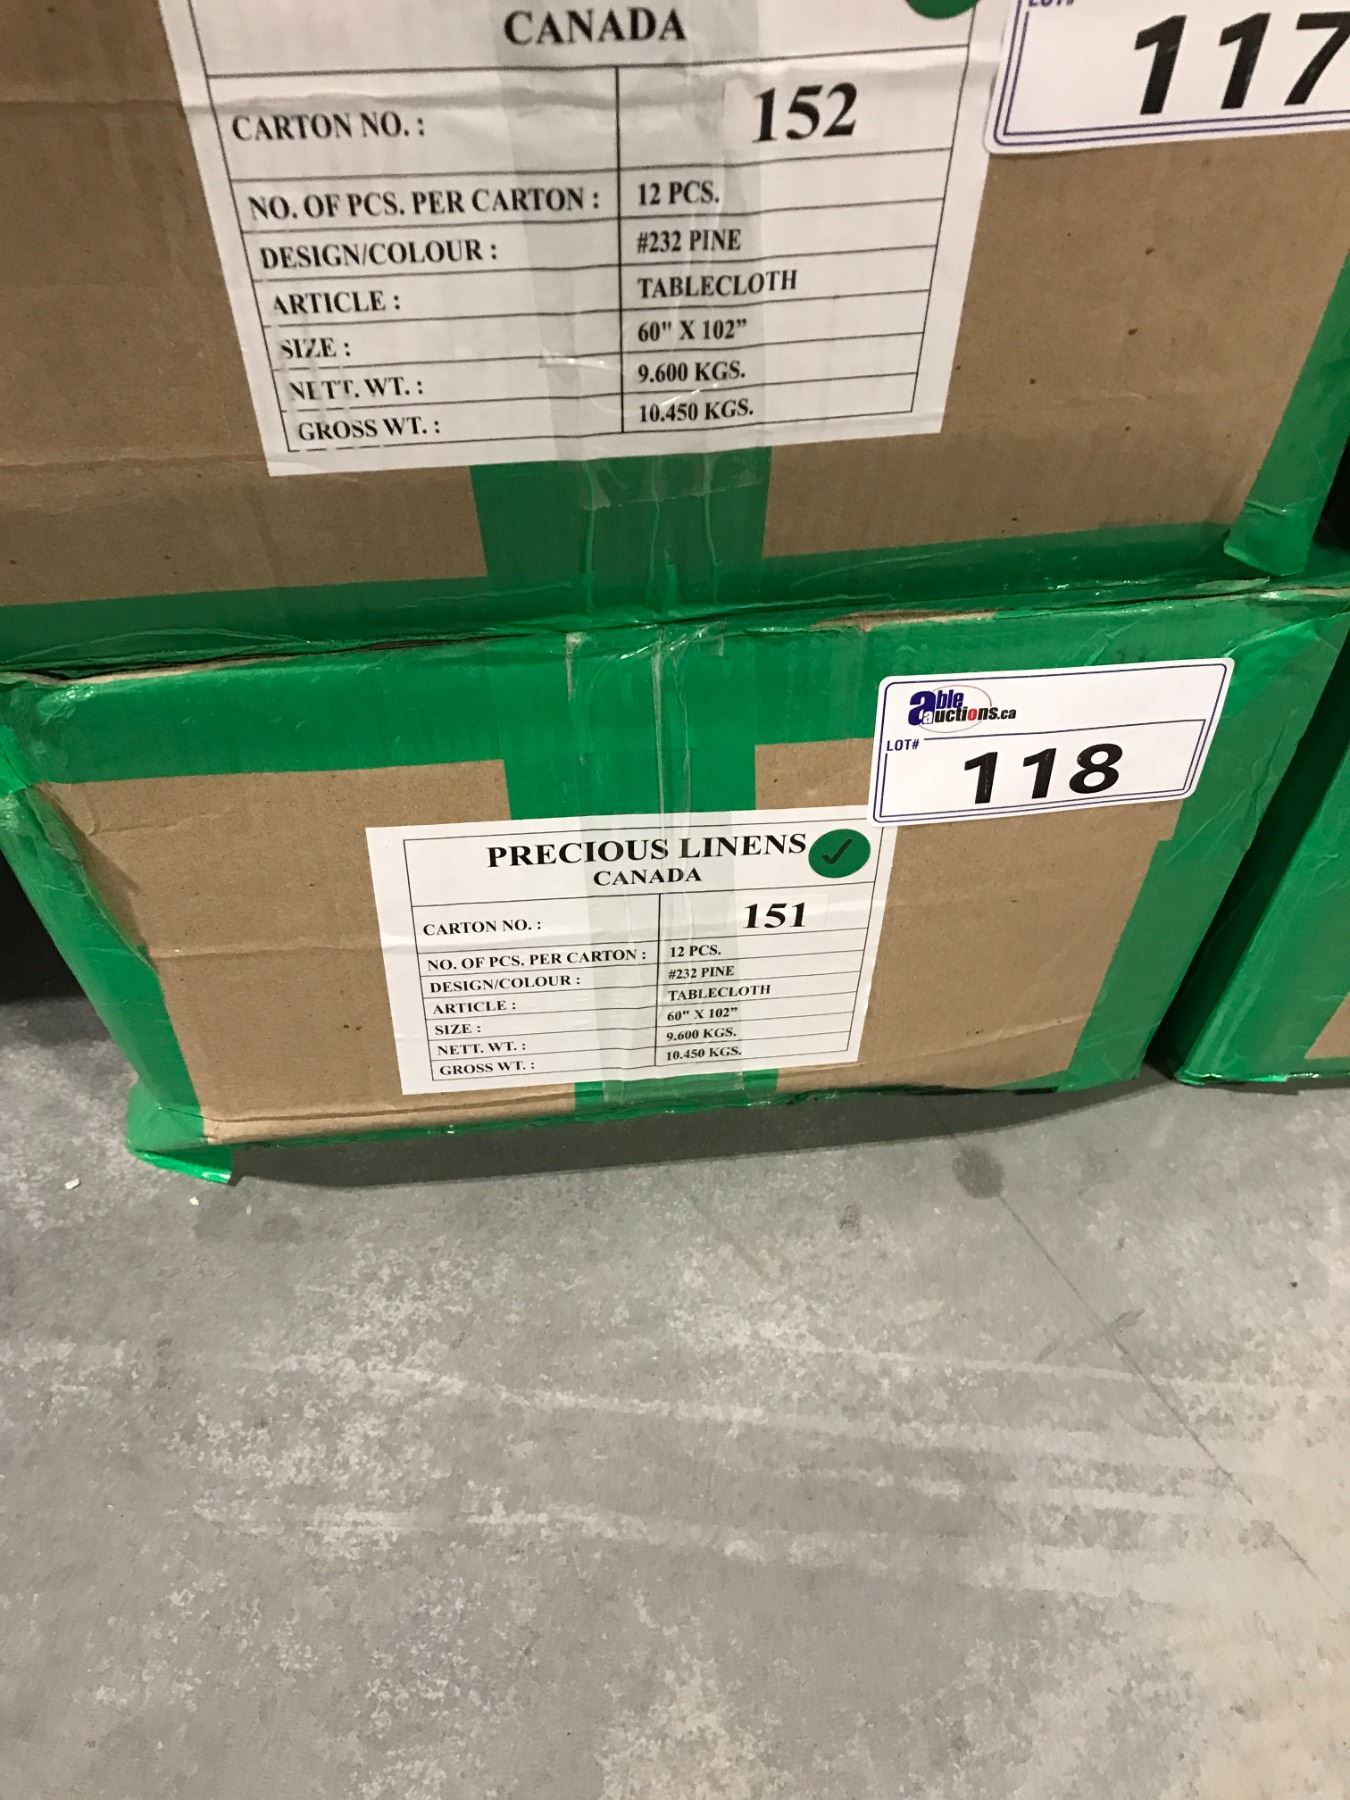 CANADA
CARTON NO. : 152
NO. OF PCS. PER CARTON : 12 PCS.
DESIGN/COLOUR : #232 PINE
ARTICLE : TABLECLOTH
SIZE : 60" X 102"
NETT. WT. : 9.600 KGS.
GROSS WT. : 10.450 KGS.
LOT#
117
able
auctions.ca
LOT#
118
PRECIOUS LINENS
CANADA
CARTON NO. : 151
NO. OF PCS. PER CARTON : 12 PCS.
DESIGN/COLOUR : #232 PINE
ARTICLE : TABLECLOTH
SIZE : 60" X 102"
NETT. WT. : 9.600 KGS.
GROSS WT. : 10.450 KGS.